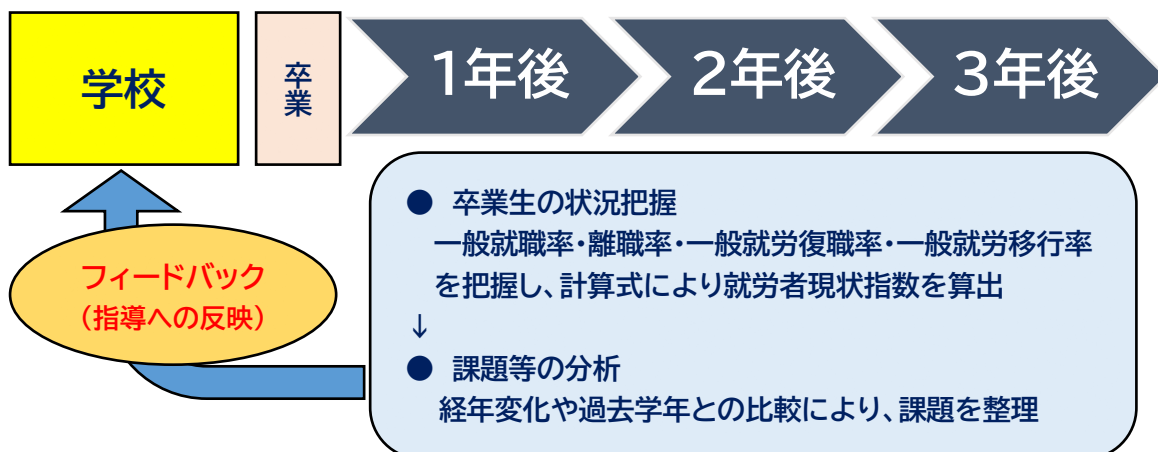 学校
卒業
1年後
2年後
3年後
● 卒業生の状況把握
一般就職率・離職率・一般就労復職率・一般就労移行率
を把握し、計算式により就労者現状指数を算出
↓
● 課題等の分析
経年変化や過去学年との比較により、課題を整理
フィードバック
（指導への反映）